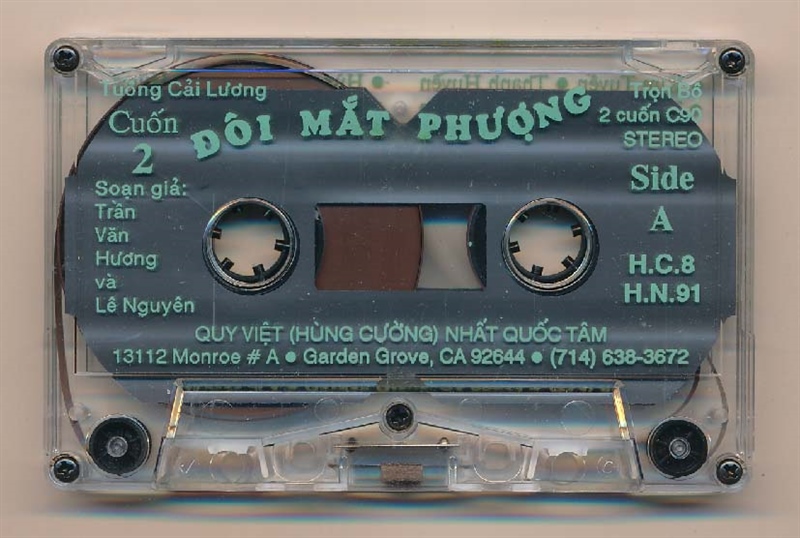 Tuồng Cải Lương
Cuốn
2
ĐÔI MẮT PHƯỢNG
Trọn Bộ
2 cuốn C90
STEREO
Soạn giả:
Trần
Văn
Hương
và
Lê Nguyên
Side
A
H.C.8
H.N.91
QUY VIỆT (HÙNG CƯỜNG) NHẤT QUỐC TÂM
13112 Monroe # A ● Garden Grove, CA 92644 ● (714) 638-3672